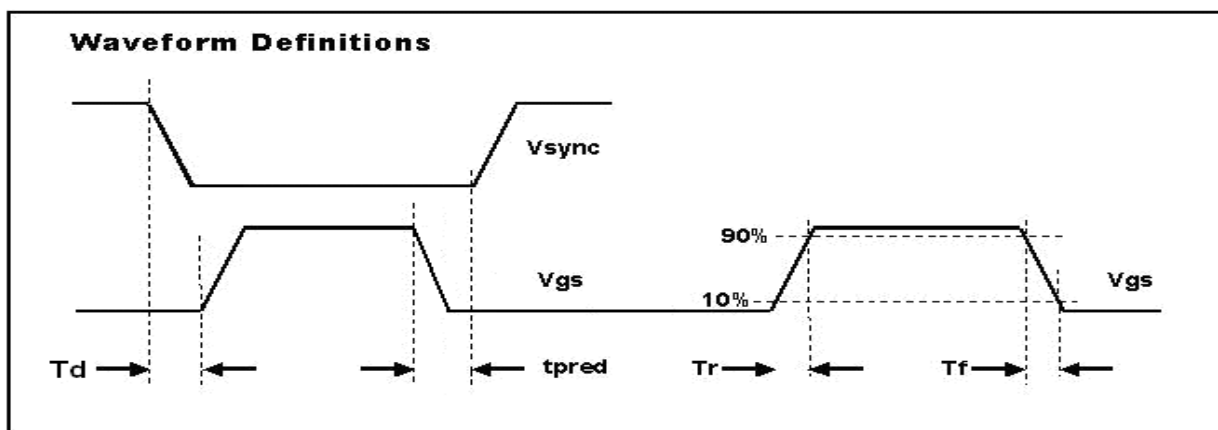 Waveform Definitions
Vsync
90%
Vgs
10%
Vgs
Td
tpred
Tr
Tf